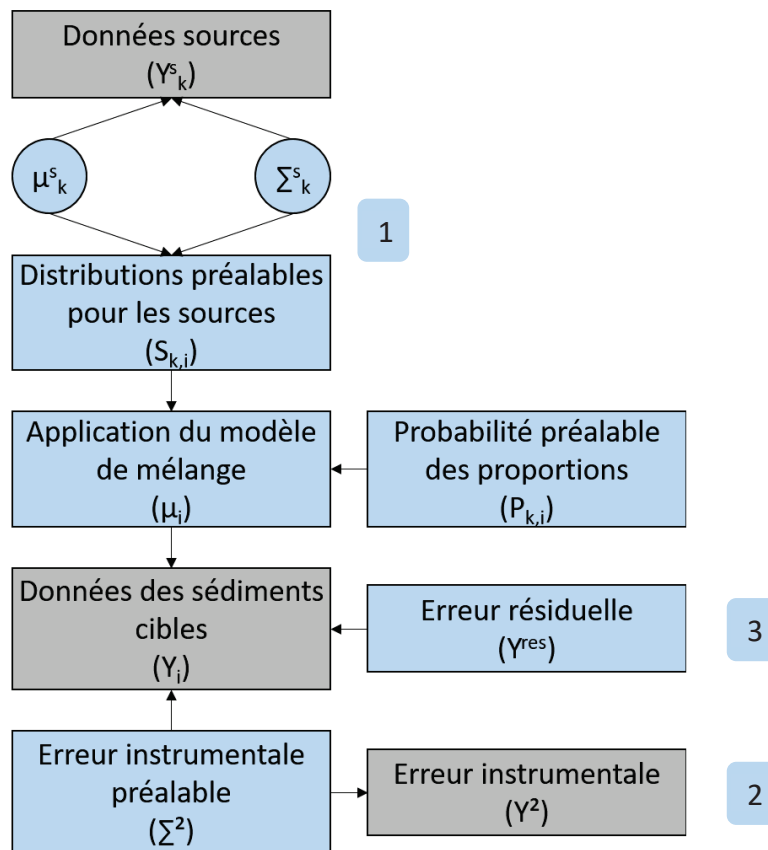 Données sources
(Yˢₖ)
μˢₖ
∑ˢₖ
1
Distributions préalables
pour les sources
(Sₖ,ᵢ)
Application du modèle
de mélange
(μᵢ)
Probabilité préalable
des proportions
(Pₖ,ᵢ)
Données des sédiments
cibles
(Yᵢ)
Erreur résiduelle
(Yʳᵉˢ)
3
Erreur instrumentale
préalable
(∑²)
Erreur instrumentale
(Y²)
2